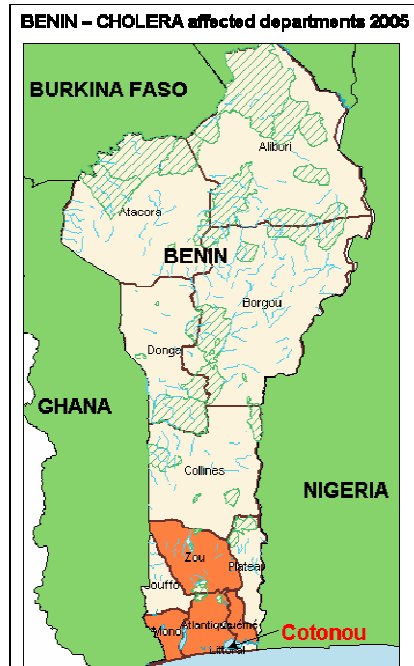 BENIN – CHOLERA affected departments 2005
BURKINA FASO
Alibori
Atacora
BENIN
Borgou
Donga
GHANA
Collines
NIGERIA
Zou
Plateau
Couffo
Atlantique
Ouémé
Mono
Cotonou
Littoral